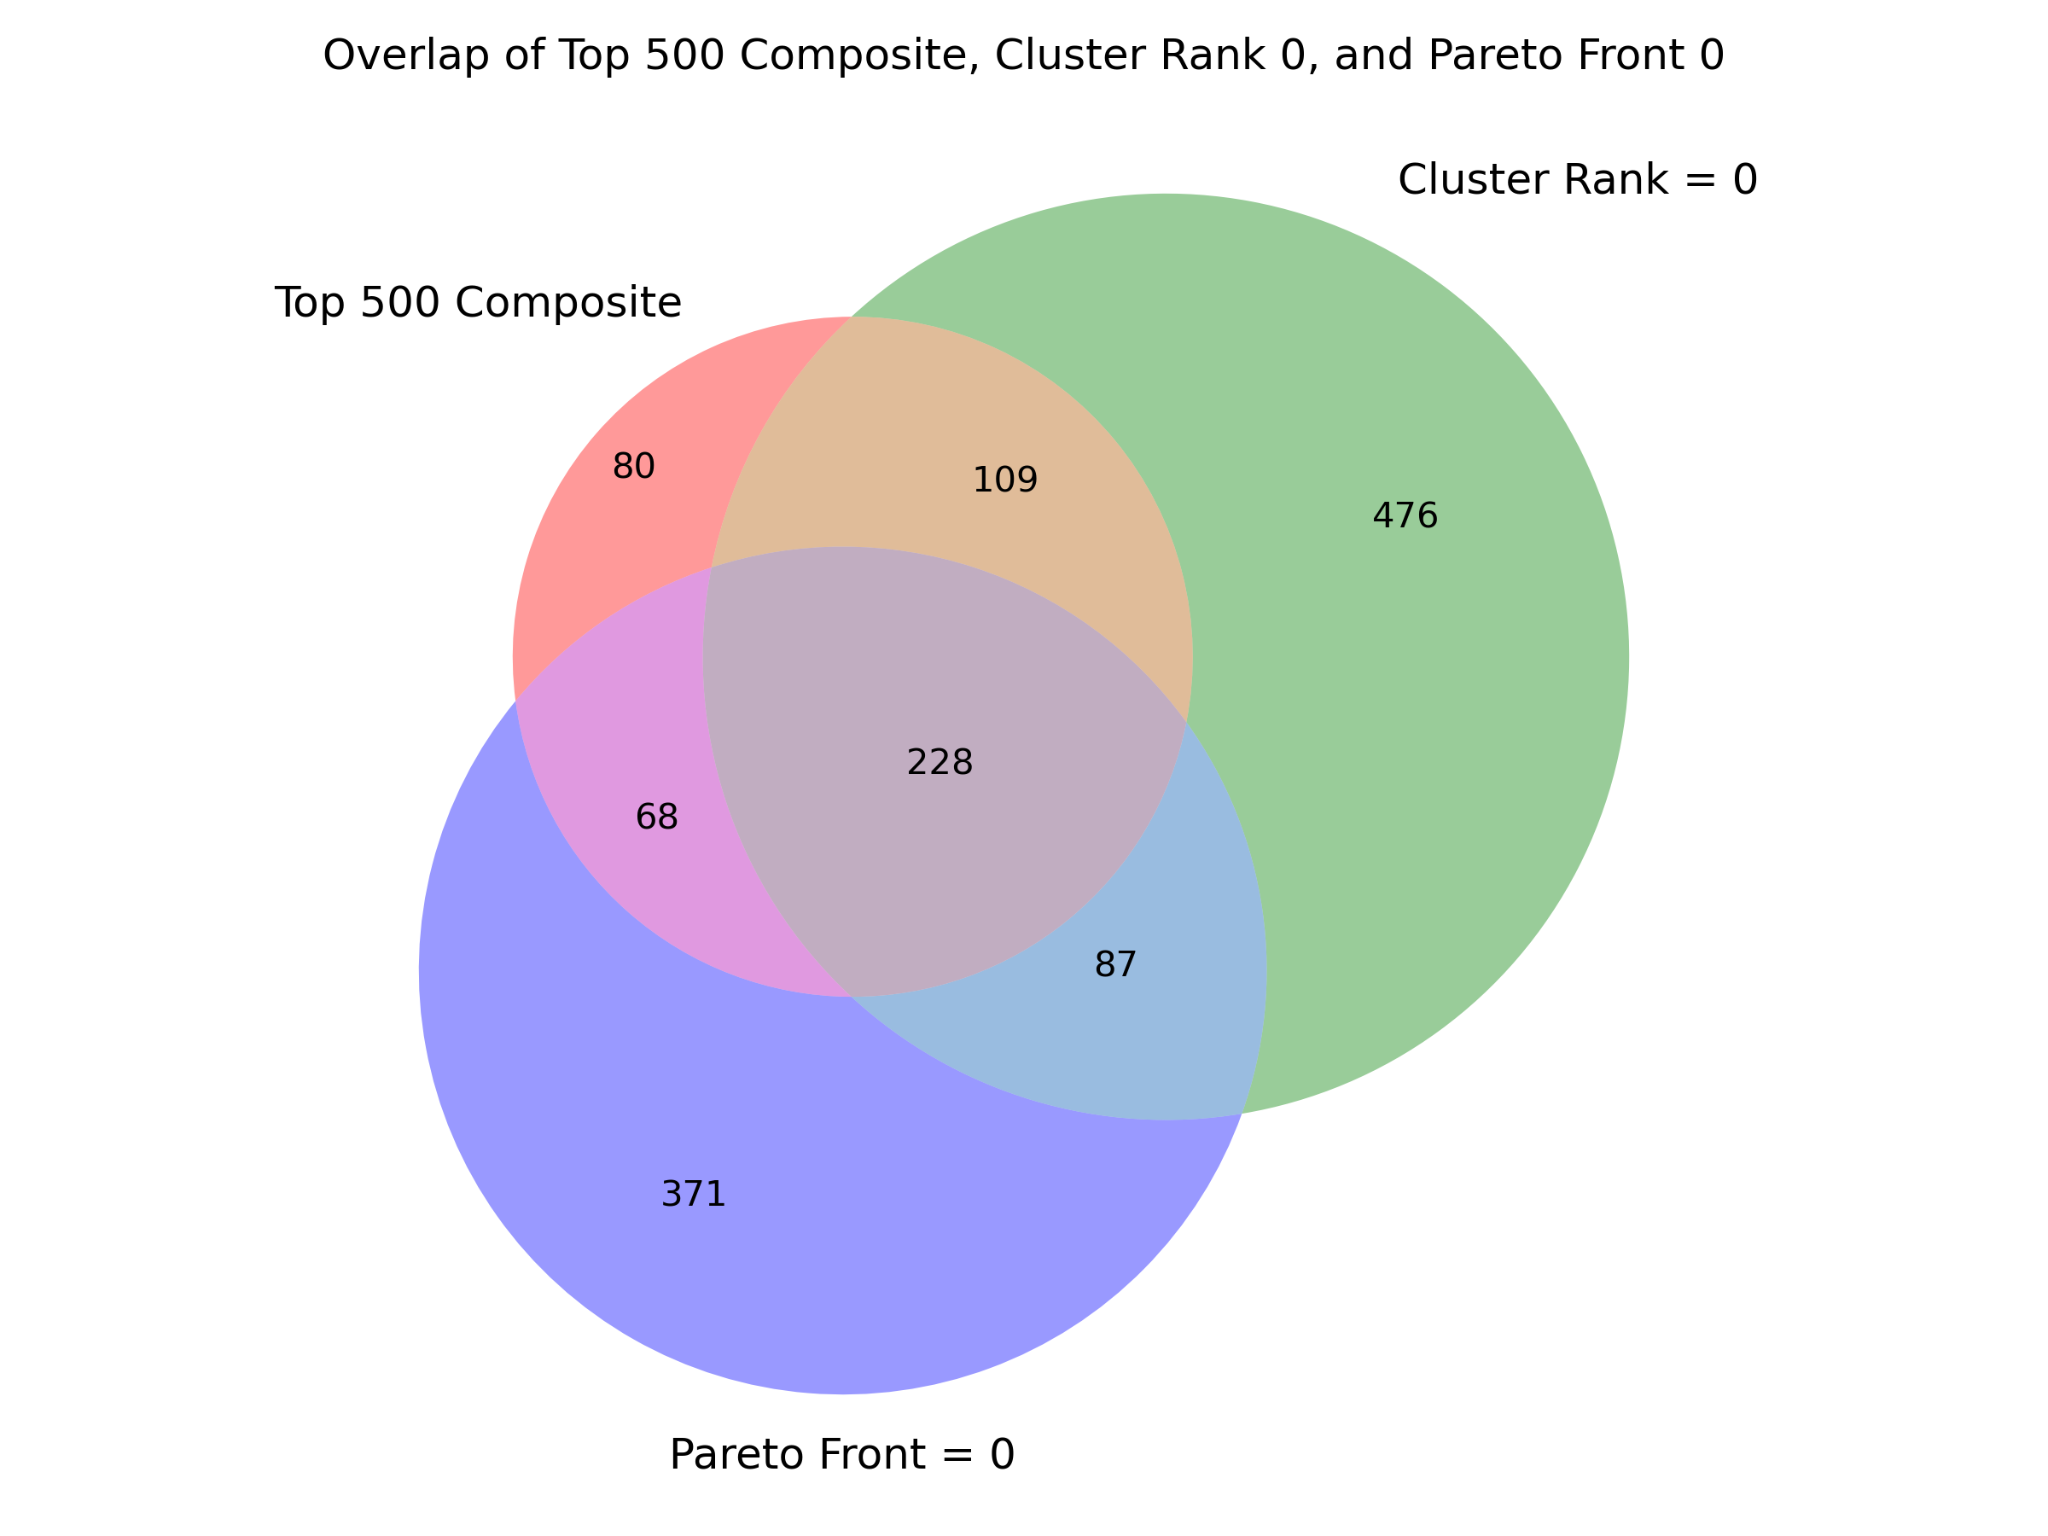 Overlap of Top 500 Composite, Cluster Rank 0, and Pareto Front 0
Cluster Rank = 0
Top 500 Composite
80
109
476
228
68
87
371
Pareto Front = 0